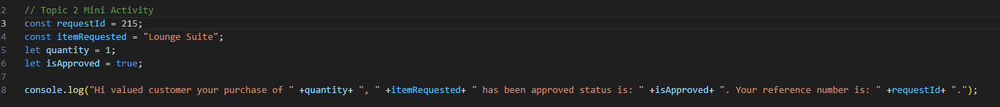 2 // Topic 2 Mini Activity
3 const requestId = 215;
4 const itemRequested = "Lounge Suite";
5 let quantity = 1;
6 let isApproved = true;
7
8 console.log("Hi valued customer your purchase of " +quantity+ ", " +itemRequested+ " has been approved status is: " +isApproved+ ". Your reference number is: " +requestId+ ".");